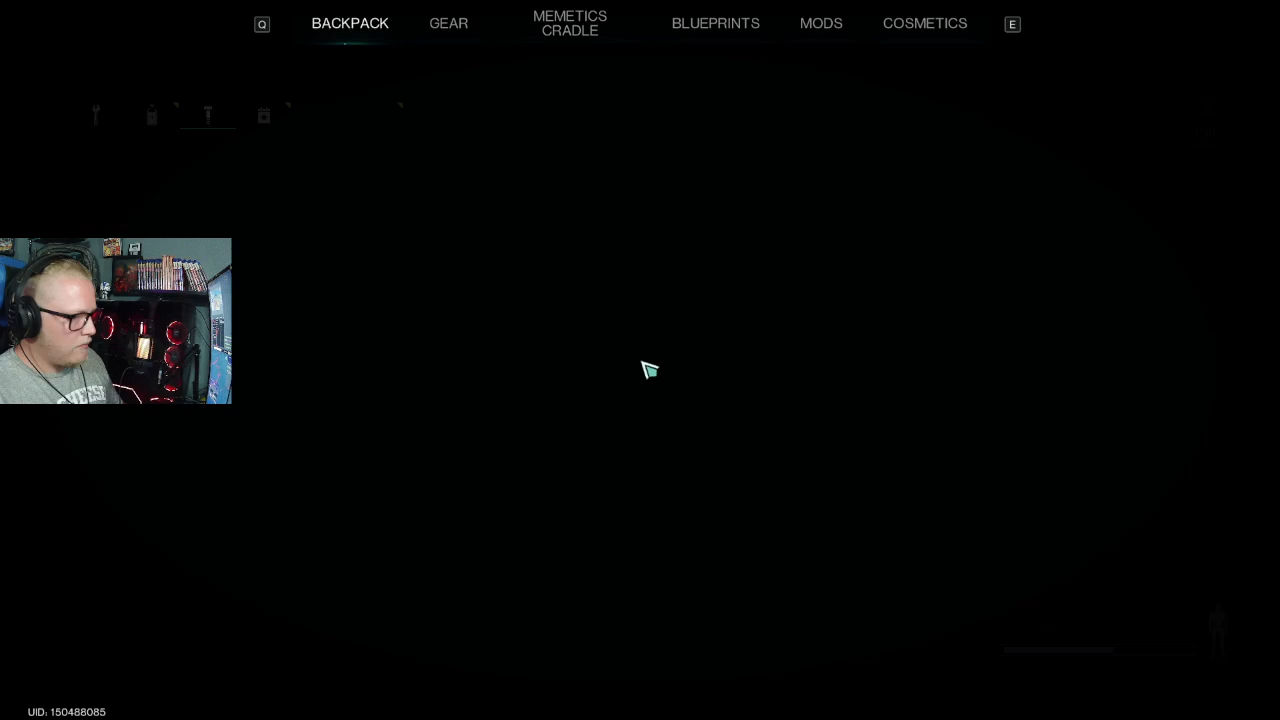 Q BACKPACK GEAR MEMETICS CRADLE BLUEPRINTS MODS COSMETICS E
UID: 150488085